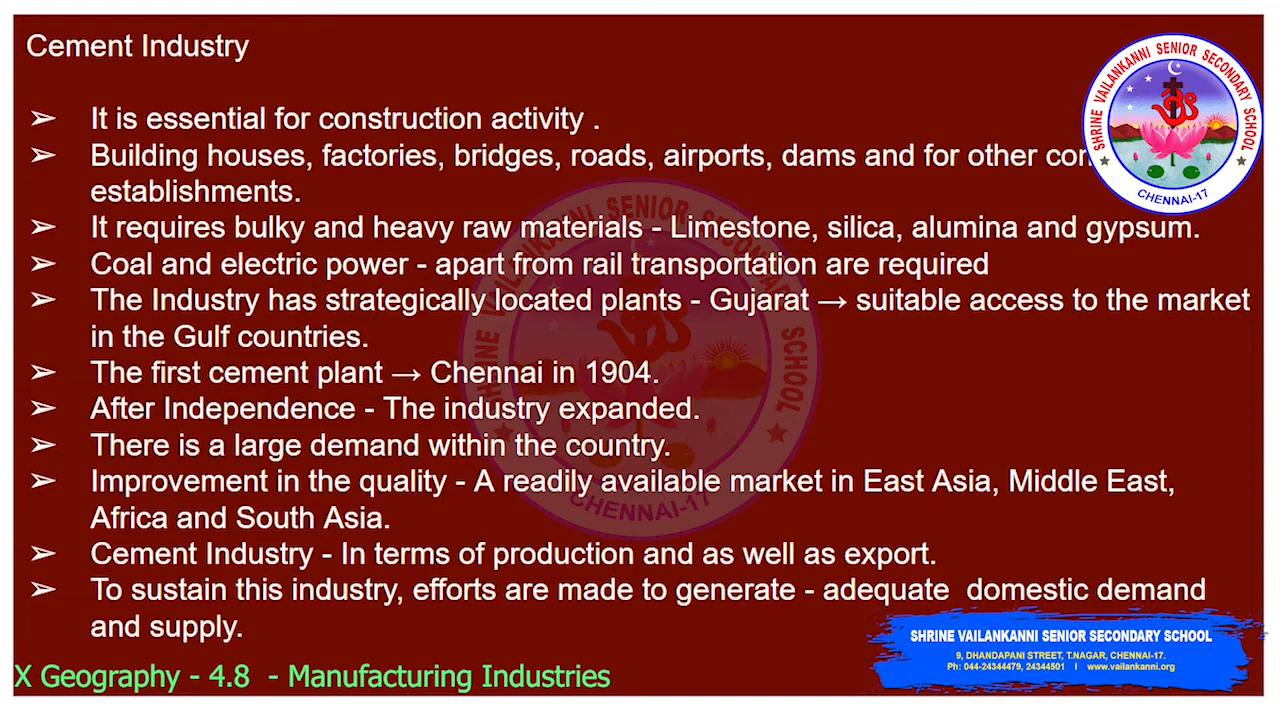 Cement Industry
➢ It is essential for construction activity .
➢ Building houses, factories, bridges, roads, airports, dams and for other
establishments.
➢ It requires bulky and heavy raw materials - Limestone, silica, alumina and gypsum.
➢ Coal and electric power - apart from rail transportation are required
➢ The Industry has strategically located plants - Gujarat → suitable access to the market
in the Gulf countries.
➢ The first cement plant → Chennai in 1904.
➢ After Independence - The industry expanded.
➢ There is a large demand within the country.
➢ Improvement in the quality - A readily available market in East Asia, Middle East,
Africa and South Asia.
➢ Cement Industry - In terms of production and as well as export.
➢ To sustain this industry, efforts are made to generate - adequate domestic demand
and supply.
X Geography - 4.8 - Manufacturing Industries
SHRINE VAILANKANNI SENIOR SECONDARY SCHOOL
CHENNAI-17
SHRINE VAILANKANNI SENIOR SECONDARY SCHOOL
CHENNAI-17
SHRINE VAILANKANNI SENIOR SECONDARY SCHOOL
9, DHANDAPANI STREET, T.NAGAR, CHENNAI-17.
Ph: 044-24344479, 24344501 I www.vailankanni.org